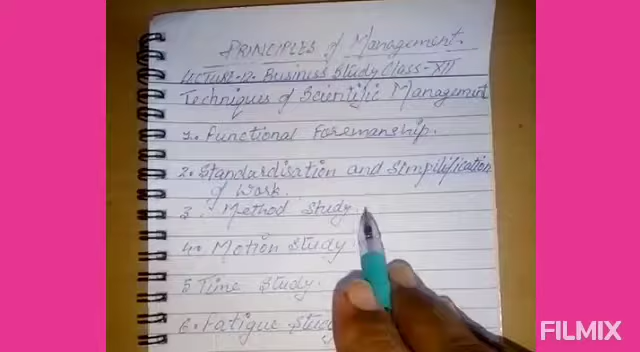 PRINCIPLES of Management.
LECTURE-12. Business Study Class-XII
Techniques of Scientific Management
1. Functional Foremanship.
2. Standardisation and Simplification
of Work.
3. Method Study.
4. Motion Study
5 Time Study.
6. Fatigue Study
FILMIX